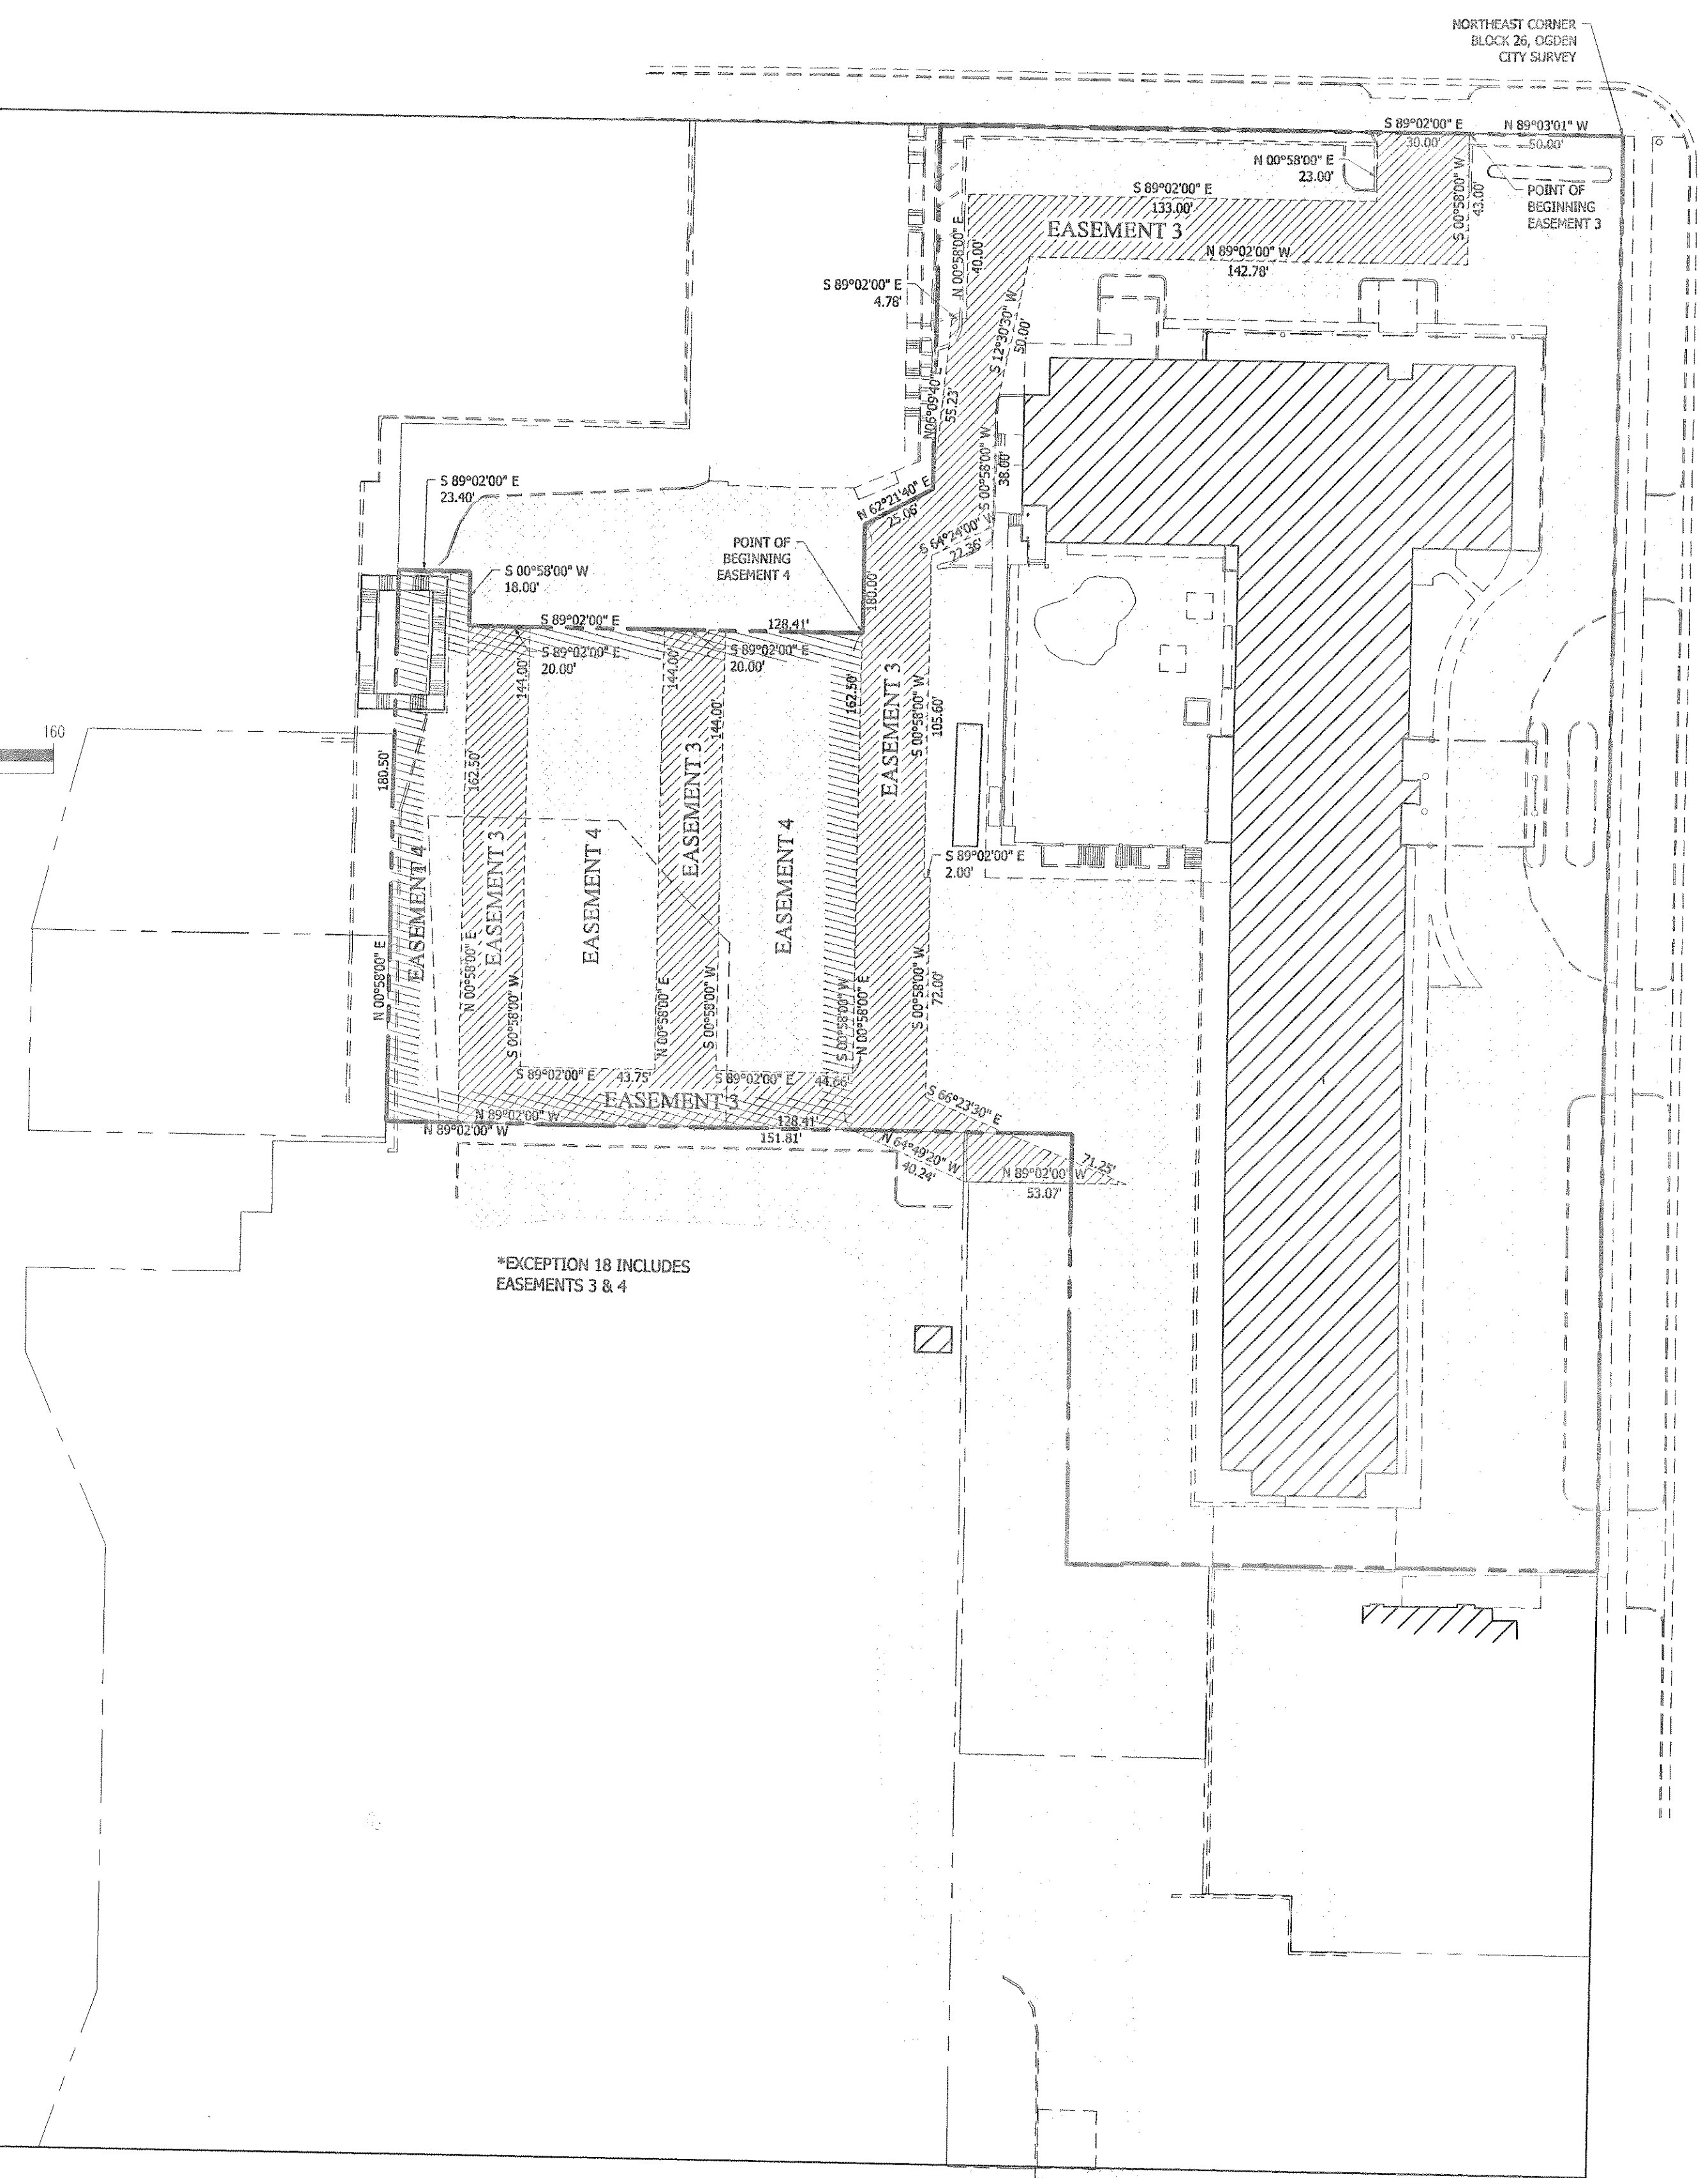 NORTHEAST CORNER
BLOCK 26, OGDEN
CITY SURVEY
S 89°02'00" E
30.00'
N 89°03'01" W
50.00'
N 00°58'00" E
23.00'
S 00°58'00" W
43.00'
POINT OF
BEGINNING
EASEMENT 3
S 89°02'00" E
133.00'
EASEMENT 3
N 89°02'00" W
142.78'
N 00°58'00" E
40.00'
S 89°02'00" E
4.78'
S 12°30'30" W
50.00'
N06°09'40" E
55.23'
S 00°58'00" W
38.00'
S 89°02'00" E
23.40'
N 62°21'40" E
25.06'
S 64°24'00" W
22.36'
POINT OF
BEGINNING
EASEMENT 4
S 00°58'00" W
18.00'
180.00'
S 89°02'00" E
128.41'
S 89°02'00" E
20.00'
S 89°02'00" E
20.00'
144.00'
144.00'
144.00'
162.50'
EASEMENT 3
S 00°58'00" W
105.60'
160
180.50'
162.50'
EASEMENT 3
EASEMENT 4
EASEMENT 3
EASEMENT 4
EASEMENT 4
S 89°02'00" E
2.00'
N 00°58'00" E
N 00°58'00" E
S 00°58'00" W
N 00°58'00" E
S 00°58'00" W
S 00°58'00" W
N 00°58'00" E
S 00°58'00" W
72.00'
S 89°02'00" E
43.75'
S 89°02'00" E
44.66'
EASEMENT 3
S 66°23'30" E
71.25'
N 89°02'00" W
128.41'
N 89°02'00" W
151.81'
N 64°49'20" W
40.24'
N 89°02'00" W
53.07'
*EXCEPTION 18 INCLUDES
EASEMENTS 3 & 4